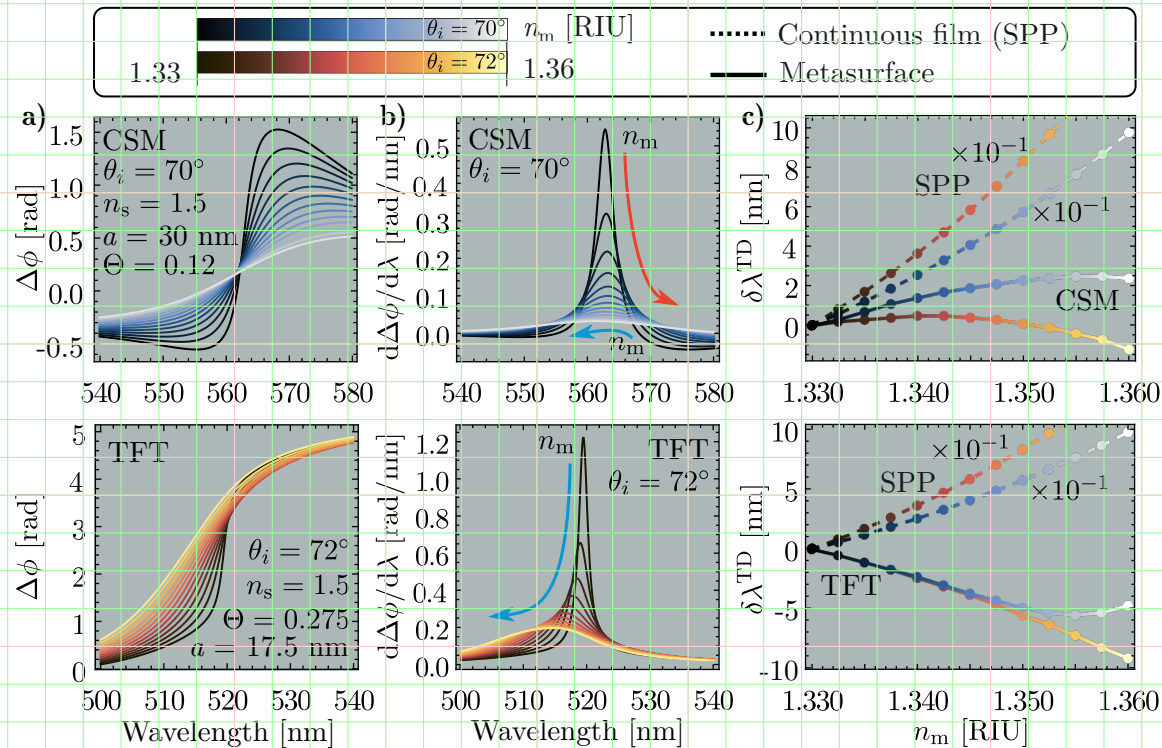 θᵢ = 70° nₘ [RIU]
1.33 θᵢ = 72° 1.36
Continuous film (SPP)
Metasurface
a)
CSM
θᵢ = 70°
nₛ = 1.5
a = 30 nm
Θ = 0.12
Δϕ [rad]
1.5
1.0
0.5
0.0
-0.5
540 550 560 570 580
b)
CSM
θᵢ = 70°
nₘ
nₘ
dΔϕ/dλ [rad/nm]
0.5
0.4
0.3
0.2
0.1
0.0
540 550 560 570 580
c)
×10⁻¹
SPP
×10⁻¹
CSM
δλᵀᴰ [nm]
10
8
6
4
2
0
1.330 1.340 1.350 1.360
TFT
θᵢ = 72°
nₛ = 1.5
Θ = 0.275
a = 17.5 nm
Δϕ [rad]
5
4
3
2
1
0
500 510 520 530 540
Wavelength [nm]
nₘ TFT
θᵢ = 72°
dΔϕ/dλ [rad/nm]
1.2
1.0
0.8
0.6
0.4
0.2
0.0
500 510 520 530 540
Wavelength [nm]
×10⁻¹
SPP
×10⁻¹
TFT
δλᵀᴰ [nm]
10
5
0
-5
-10
1.330 1.340 1.350 1.360
nₘ [RIU]